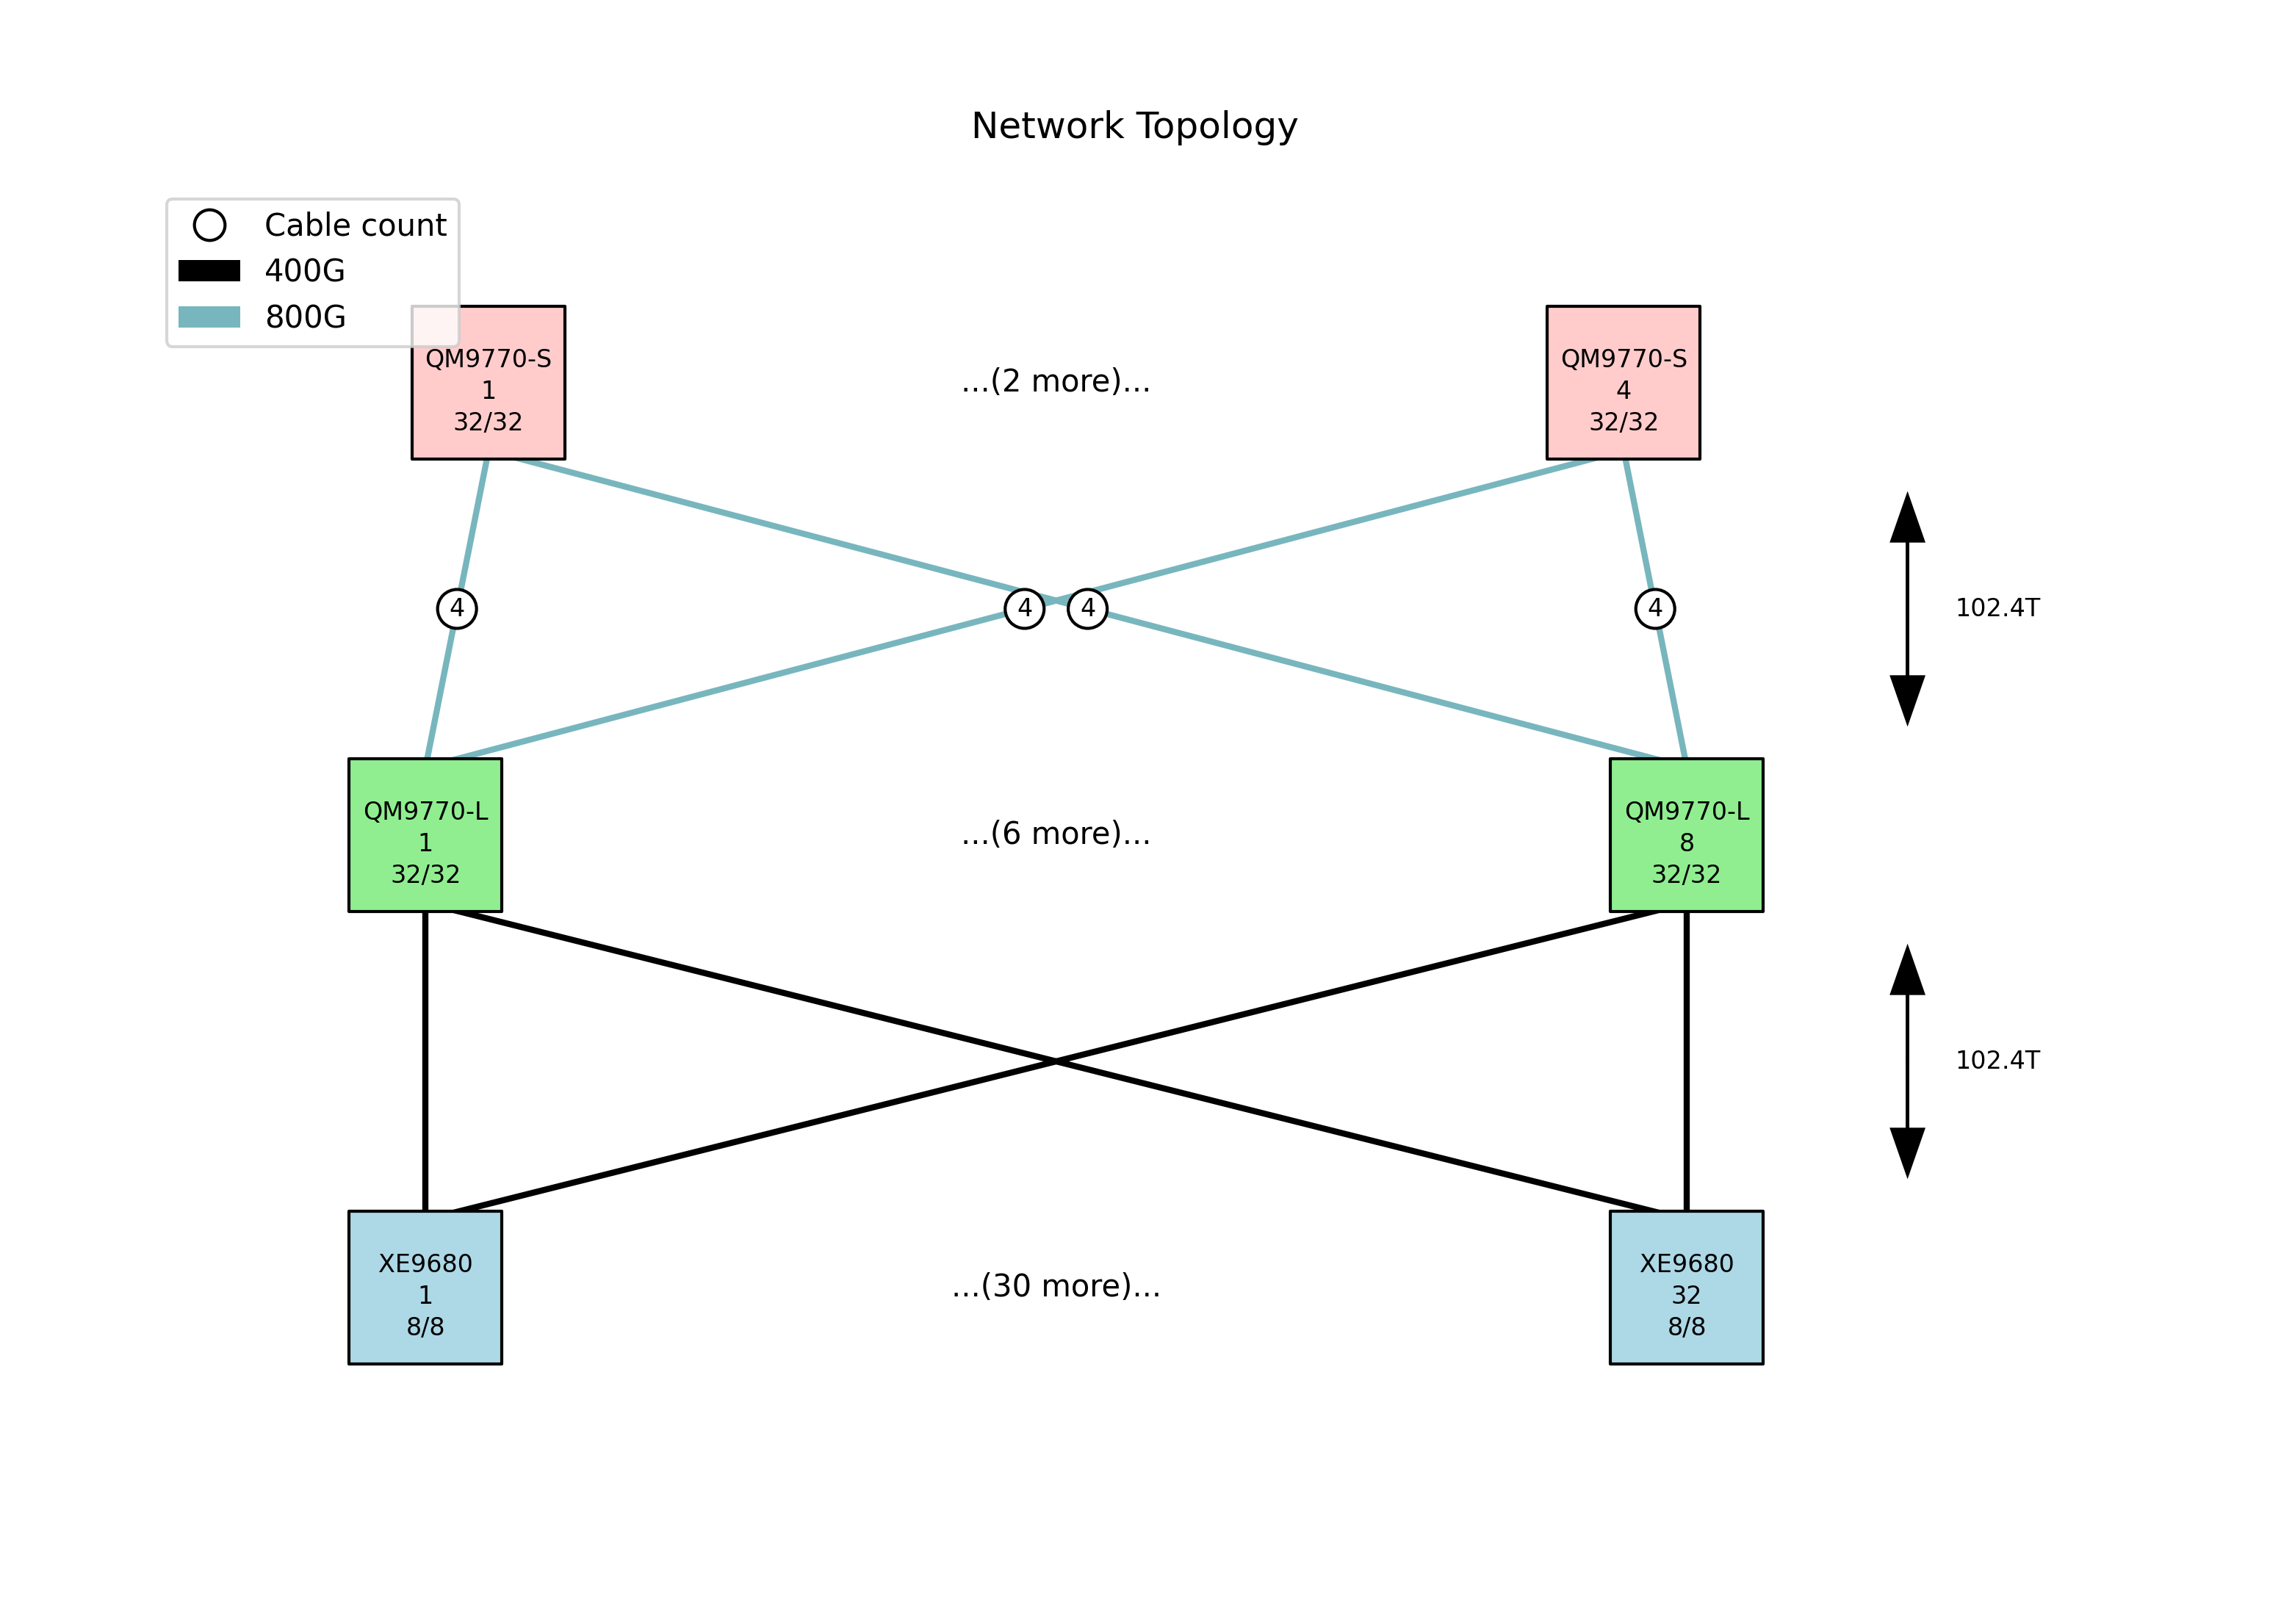 Network Topology
Cable count
400G
800G
QM9770-S
1
32/32
...(2 more)...
QM9770-S
4
32/32
4
4
4
4
102.4T
QM9770-L
1
32/32
...(6 more)...
QM9770-L
8
32/32
102.4T
XE9680
1
8/8
...(30 more)...
XE9680
32
8/8